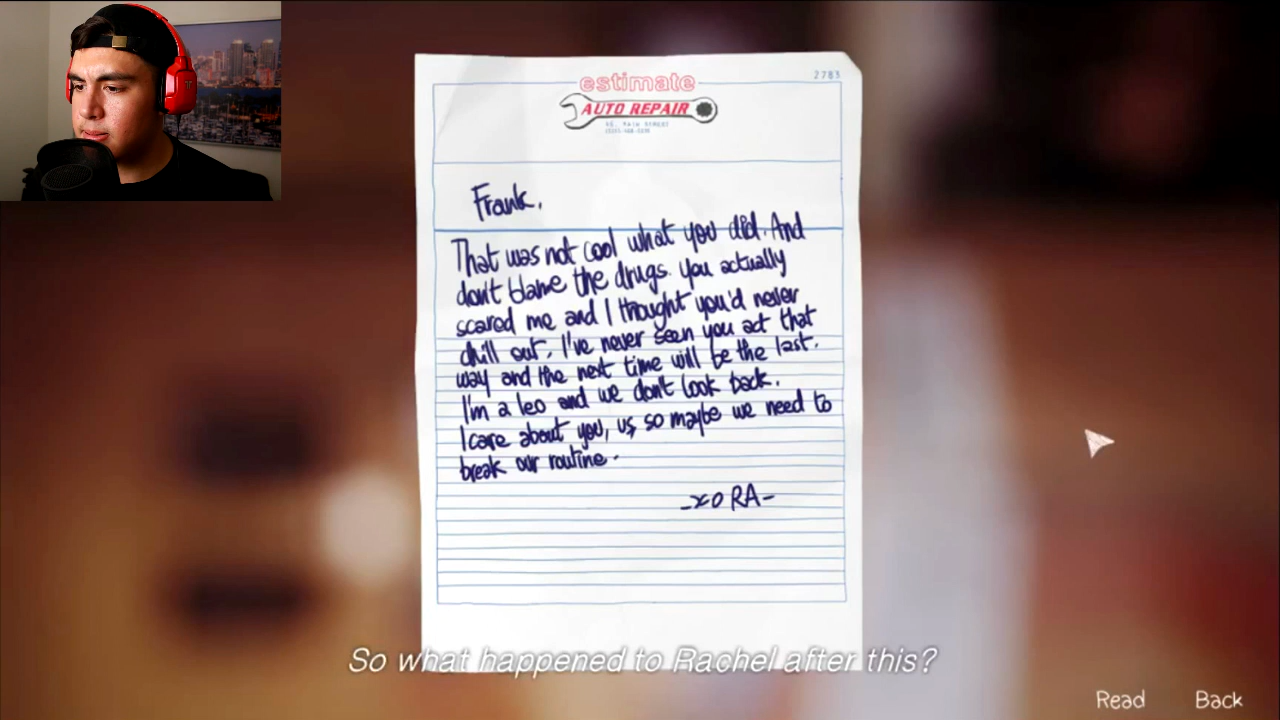 estimate
2783
AUTO REPAIR
Frank,
That was not cool what you did. And
don't blame the drugs. You actually
scared me and I thought you'd never
chill out. I've never seen you act that
way and the next time will be the last.
I'm a leo and we don't look back.
I care about you, us, so maybe we need to
break our routine.
-xo RA-
So what happened to Rachel after this?
Read
Back